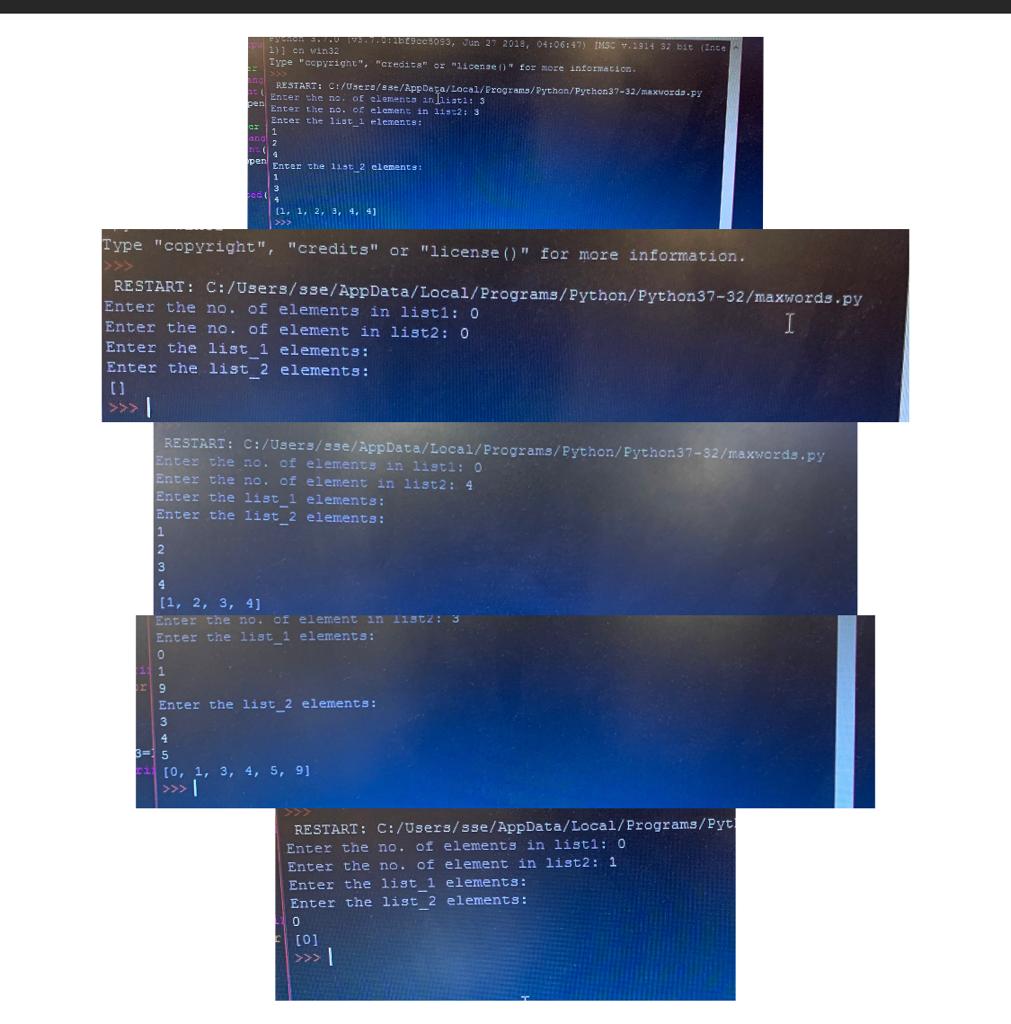 Python 3.7.0 (v3.7.0:1bf9cc5093, Jun 27 2018, 04:06:47) [MSC v.1914 32 bit (Inte
l)] on win32
Type "copyright", "credits" or "license()" for more information.
>>>
RESTART: C:/Users/sse/AppData/Local/Programs/Python/Python37-32/maxwords.py
Enter the no. of elements in list1: 3
Enter the no. of element in list2: 3
Enter the list_1 elements:
1
2
4
Enter the list_2 elements:
1
3
4
[1, 1, 2, 3, 4, 4]
>>>
Type "copyright", "credits" or "license()" for more information.
>>>
RESTART: C:/Users/sse/AppData/Local/Programs/Python/Python37-32/maxwords.py
Enter the no. of elements in list1: 0
Enter the no. of element in list2: 0
Enter the list_1 elements:
Enter the list_2 elements:
[]
>>>
RESTART: C:/Users/sse/AppData/Local/Programs/Python/Python37-32/maxwords.py
Enter the no. of elements in list1: 0
Enter the no. of element in list2: 4
Enter the list_1 elements:
Enter the list_2 elements:
1
2
3
4
[1, 2, 3, 4]
Enter the no. of element in list2: 3
Enter the list_1 elements:
0
1
9
Enter the list_2 elements:
3
4
5
[0, 1, 3, 4, 5, 9]
>>>
>>>
RESTART: C:/Users/sse/AppData/Local/Programs/Pyt
Enter the no. of elements in list1: 0
Enter the no. of element in list2: 1
Enter the list_1 elements:
Enter the list_2 elements:
0
[0]
>>>